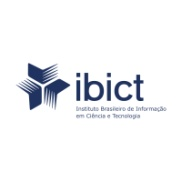 ibict
Instituto Brasileiro de Informação
em Ciência e Tecnologia